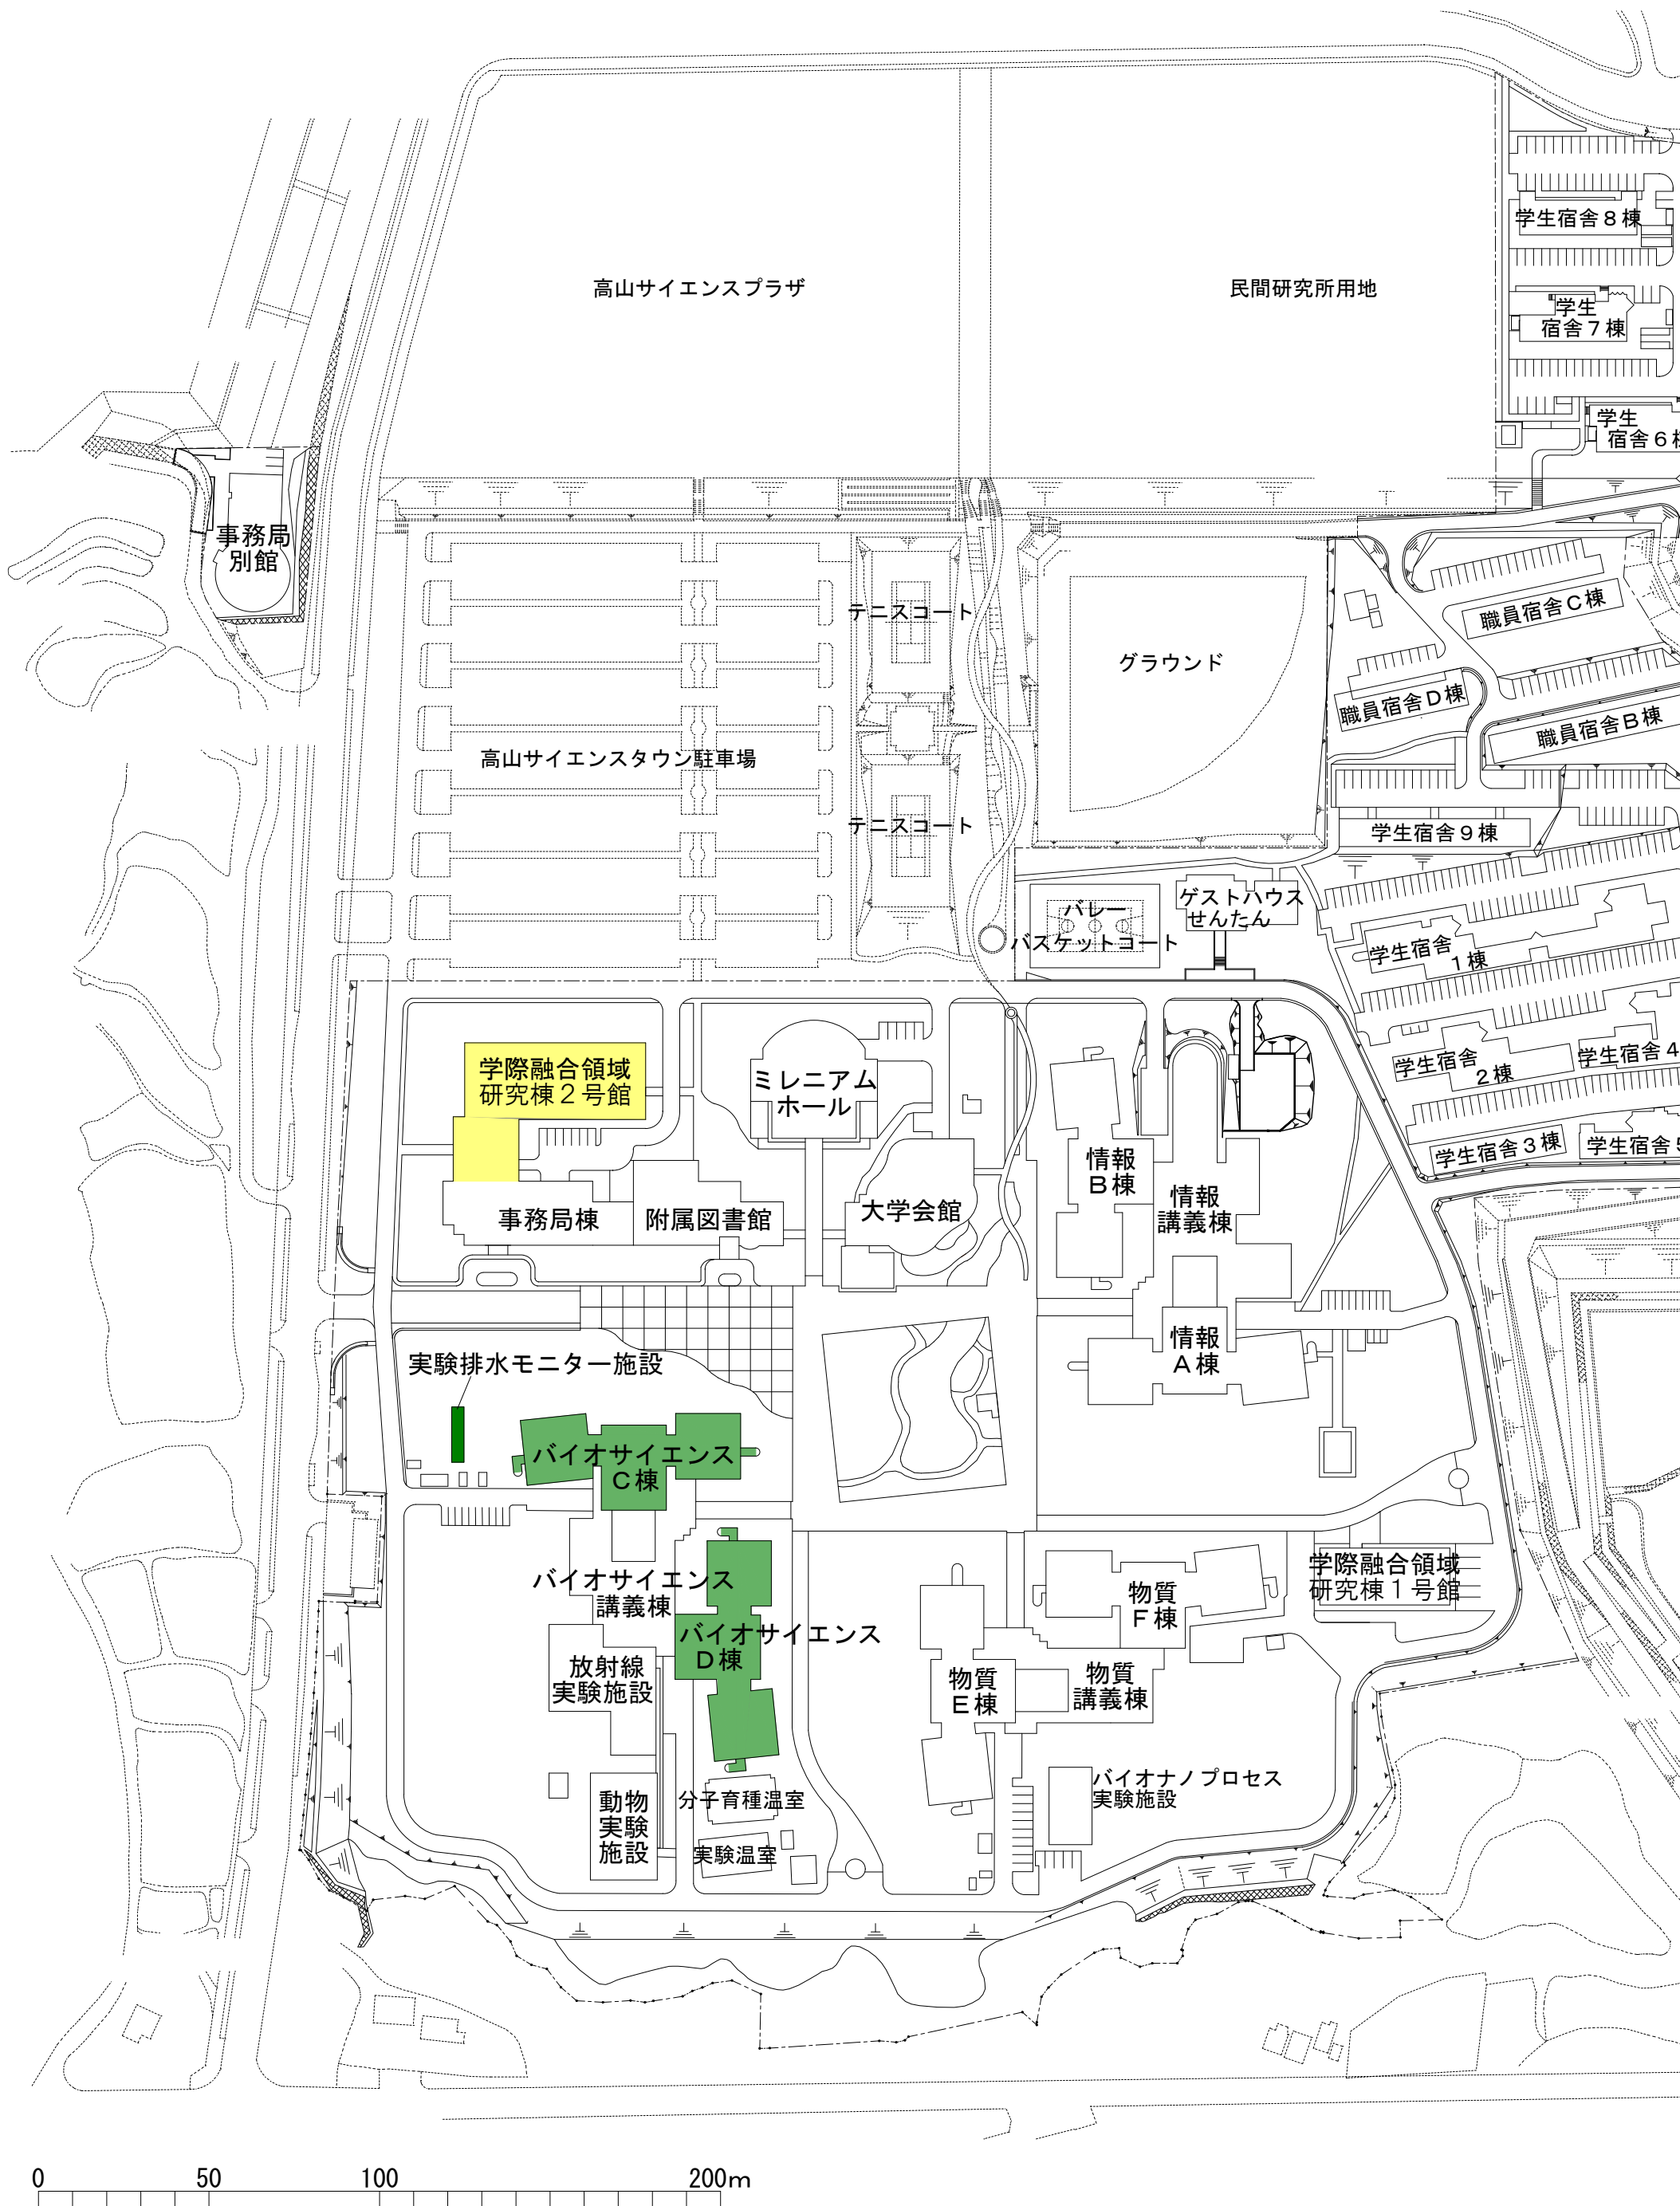 学生宿舎８棟
高山サイエンスプラザ
民間研究所用地
学生
宿舎７棟
学生
宿舎６
事務局
別館
テニスコート
職員宿舎Ｃ棟
グラウンド
職員宿舎Ｄ棟
職員宿舎Ｂ棟
高山サイエンスタウン駐車場
テニスコート
学生宿舎９棟
バレー
バスケットコート
ゲストハウス
せんたん
学生宿舎
１棟
学際融合領域
研究棟２号館
ミレニアム
ホール
学生宿舎
２棟
学生宿舎４
学生宿舎３棟
学生宿舎５
情報
Ｂ棟
情報
講義棟
事務局棟
附属図書館
大学会館
情報
Ａ棟
実験排水モニター施設
バイオサイエンス
Ｃ棟
バイオサイエンス
講義棟
バイオサイエンス
Ｄ棟
物質
Ｆ棟
学際融合領域
研究棟１号館
放射線
実験施設
物質
Ｅ棟
物質
講義棟
動物
実験
施設
分子育種温室
実験温室
バイオナノプロセス
実験施設
0 50 100 200m